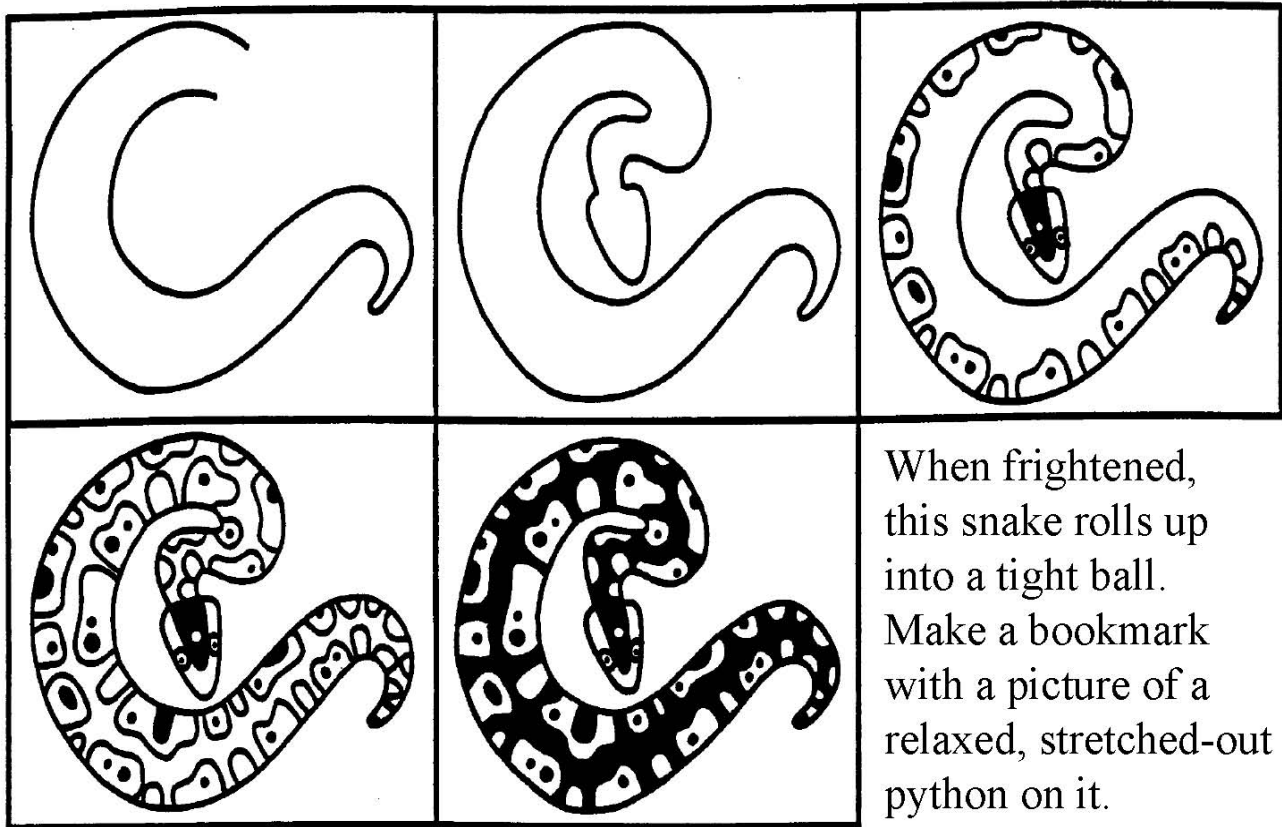 When frightened,
this snake rolls up
into a tight ball.
Make a bookmark
with a picture of a
relaxed, stretched-out
python on it.